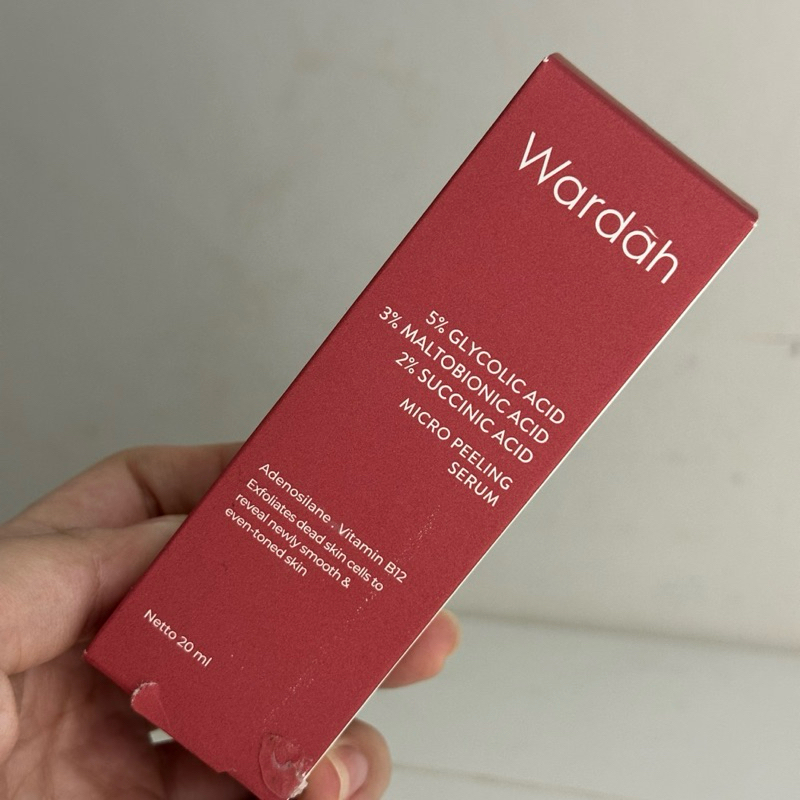 Wardah
5% GLYCOLIC ACID
3% MALTOBIONIC ACID
2% SUCCINIC ACID
MICRO PEELING
SERUM
Adenosilane . Vitamin B12
Exfoliates dead skin cells to
reveal newly smooth &
even-toned skin
Netto 20 ml